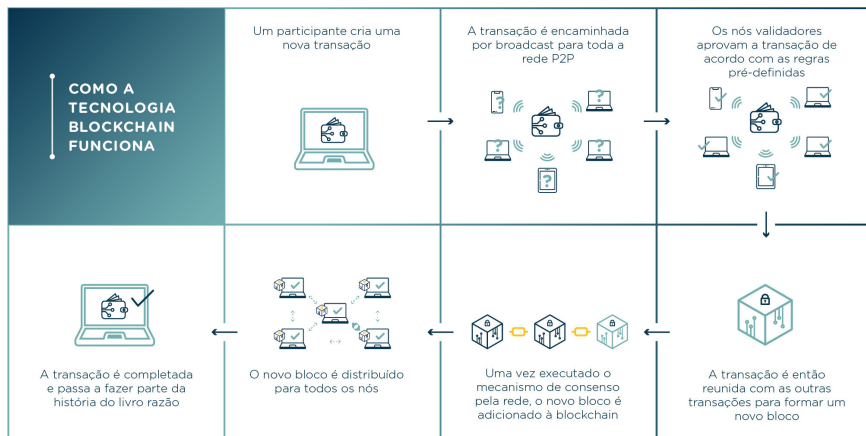 COMO A
TECNOLOGIA
BLOCKCHAIN
FUNCIONA
Um participante cria uma
nova transação
A transação é encaminhada
por broadcast para toda a
rede P2P
Os nós validadores
aprovam a transação de
acordo com as regras
pré-definidas
A transação é então
reunida com as outras
transações para formar um
novo bloco
Uma vez executado o
mecanismo de consenso
pela rede, o novo bloco é
adicionado à blockchain
O novo bloco é distribuído
para todos os nós
A transação é completada
e passa a fazer parte da
história do livro razão